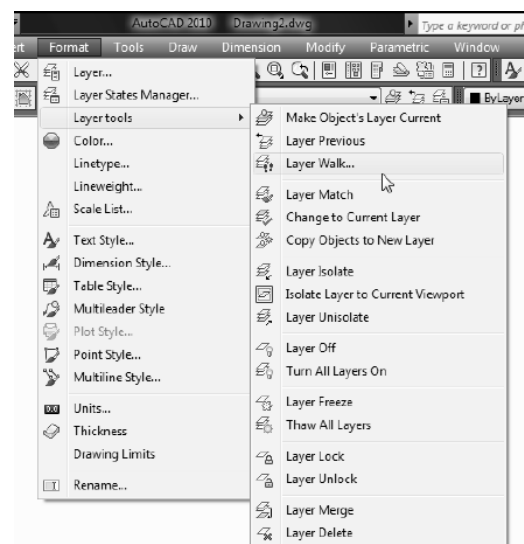 AutoCAD 2010 Drawing2.dwg Type a keyword or ph
Format Tools Draw Dimension Modify Parametric Window
ByLayer
Layer...
Layer States Manager...
Layer tools
Color...
Linetype...
Lineweight...
Scale List...
Text Style...
Dimension Style...
Table Style...
Multileader Style
Plot Style...
Point Style...
Multiline Style...
Units...
Thickness
Drawing Limits
Rename...
Make Object's Layer Current
Layer Previous
Layer Walk...
Layer Match
Change to Current Layer
Copy Objects to New Layer
Layer Isolate
Isolate Layer to Current Viewport
Layer Unisolate
Layer Off
Turn All Layers On
Layer Freeze
Thaw All Layers
Layer Lock
Layer Unlock
Layer Merge
Layer Delete